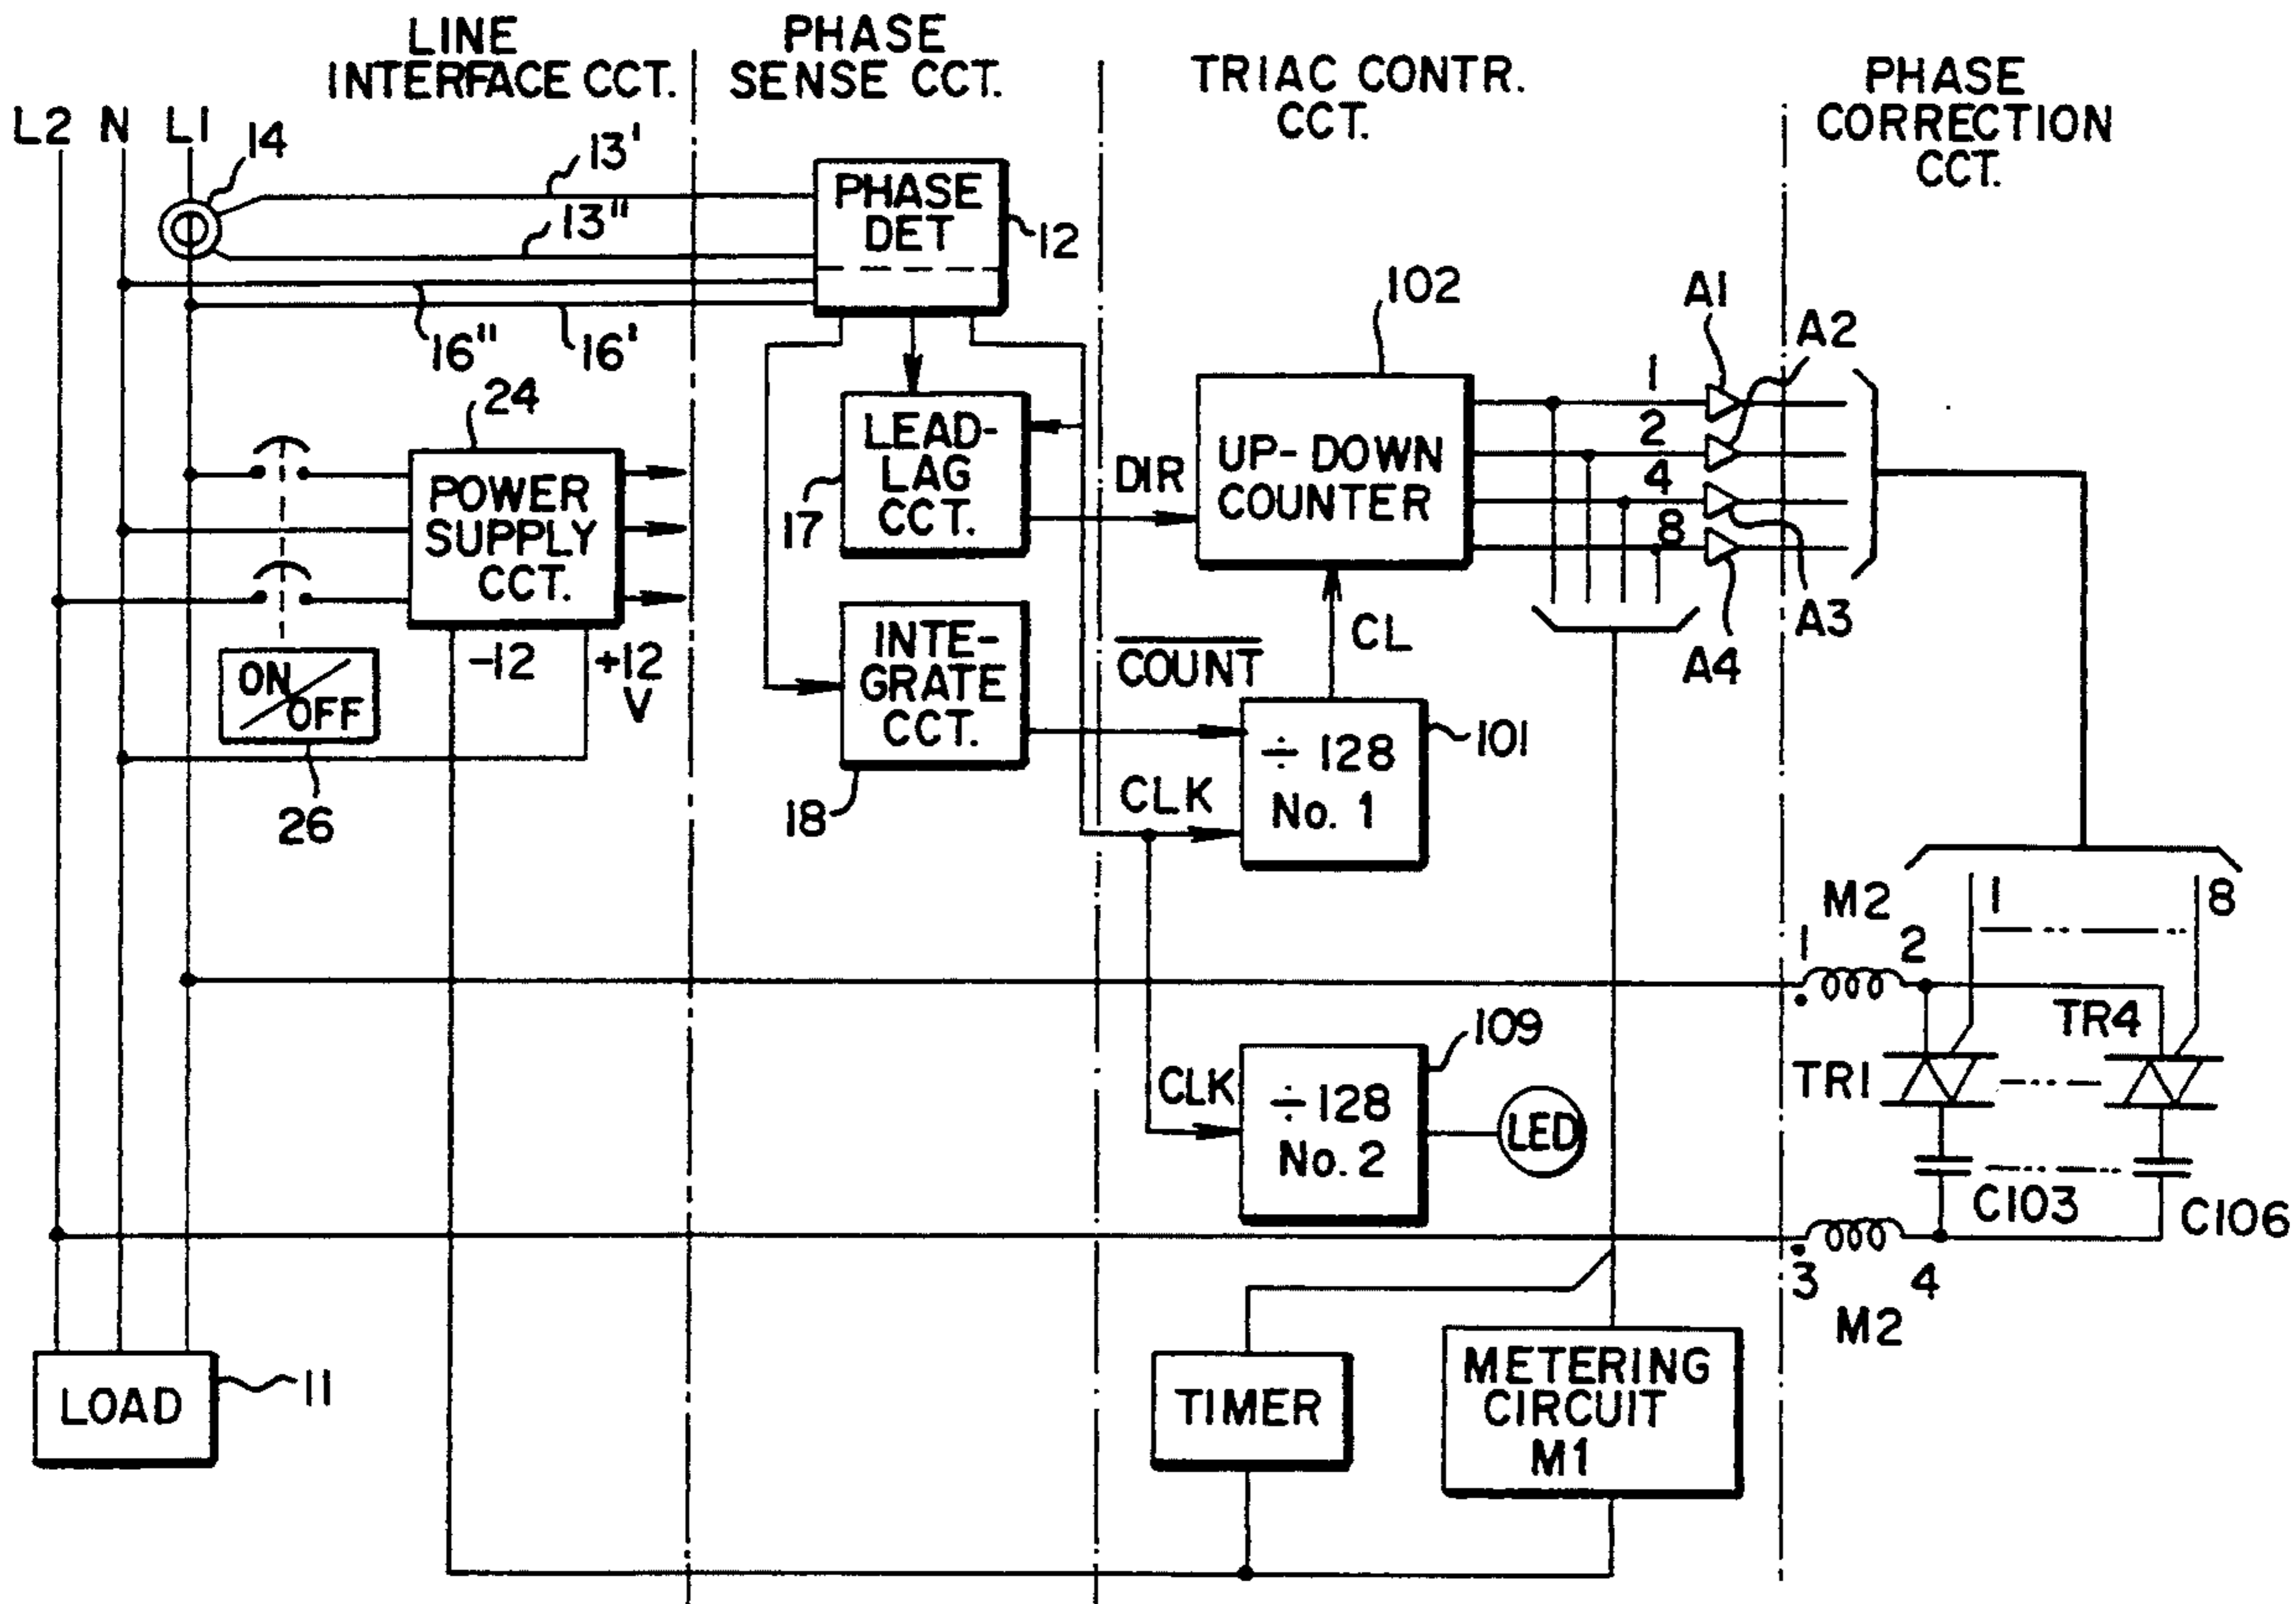 LINE
INTERFACE CCT.
PHASE
SENSE CCT.
TRIAC CONTR.
CCT.
PHASE
CORRECTION
CCT.
L2 N L1
14
13'
13"
16"
16'
PHASE
DET
12
24
POWER
SUPPLY
CCT.
-12
+12
V
ON/OFF
26
LEAD-
LAG
CCT.
17
INTE-
GRATE
CCT.
18
DIR
102
UP-DOWN
COUNTER
1
2
4
8
A1
A2
A3
A4
CL
COUNT
CLK
÷ 128
No. 1
101
CLK
÷ 128
No. 2
109
LED
M2
1
2
1
8
TR1
TR4
C103
C106
3
4
M2
LOAD
11
TIMER
METERING
CIRCUIT
M1